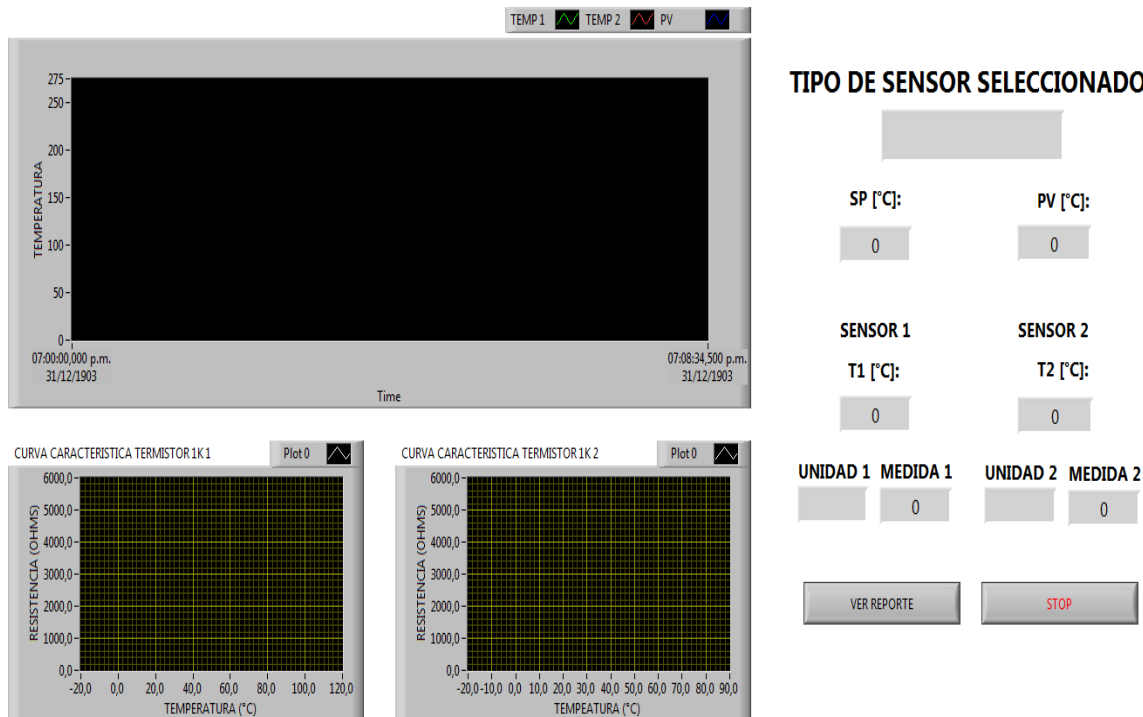 TEMP 1 TEMP 2 PV
275
250
200
150
100
50
0
TEMPERATURA
07:00:00,000 p.m.
31/12/1903
07:08:34,500 p.m.
31/12/1903
Time
TIPO DE SENSOR SELECCIONADO
SP [°C]: PV [°C]:
0 0
SENSOR 1 SENSOR 2
T1 [°C]: T2 [°C]:
0 0
UNIDAD 1 MEDIDA 1 UNIDAD 2 MEDIDA 2
0 0
VER REPORTE STOP
CURVA CARACTERISTICA TERMISTOR 1K 1 Plot 0
6000,0
5000,0
4000,0
3000,0
2000,0
1000,0
0,0
RESISTENCIA (OHMS)
-20,0 0,0 20,0 40,0 60,0 80,0 100,0 120,0
TEMPERATURA (°C)
CURVA CARACTERISTICA TERMISTOR 1K 2 Plot 0
6000,0
5000,0
4000,0
3000,0
2000,0
1000,0
0,0
RESISTENCIA (OHMS)
-20,0 -10,0 0,0 10,0 20,0 30,0 40,0 50,0 60,0 70,0 80,0 90,0
TEMPEATURA (°C)